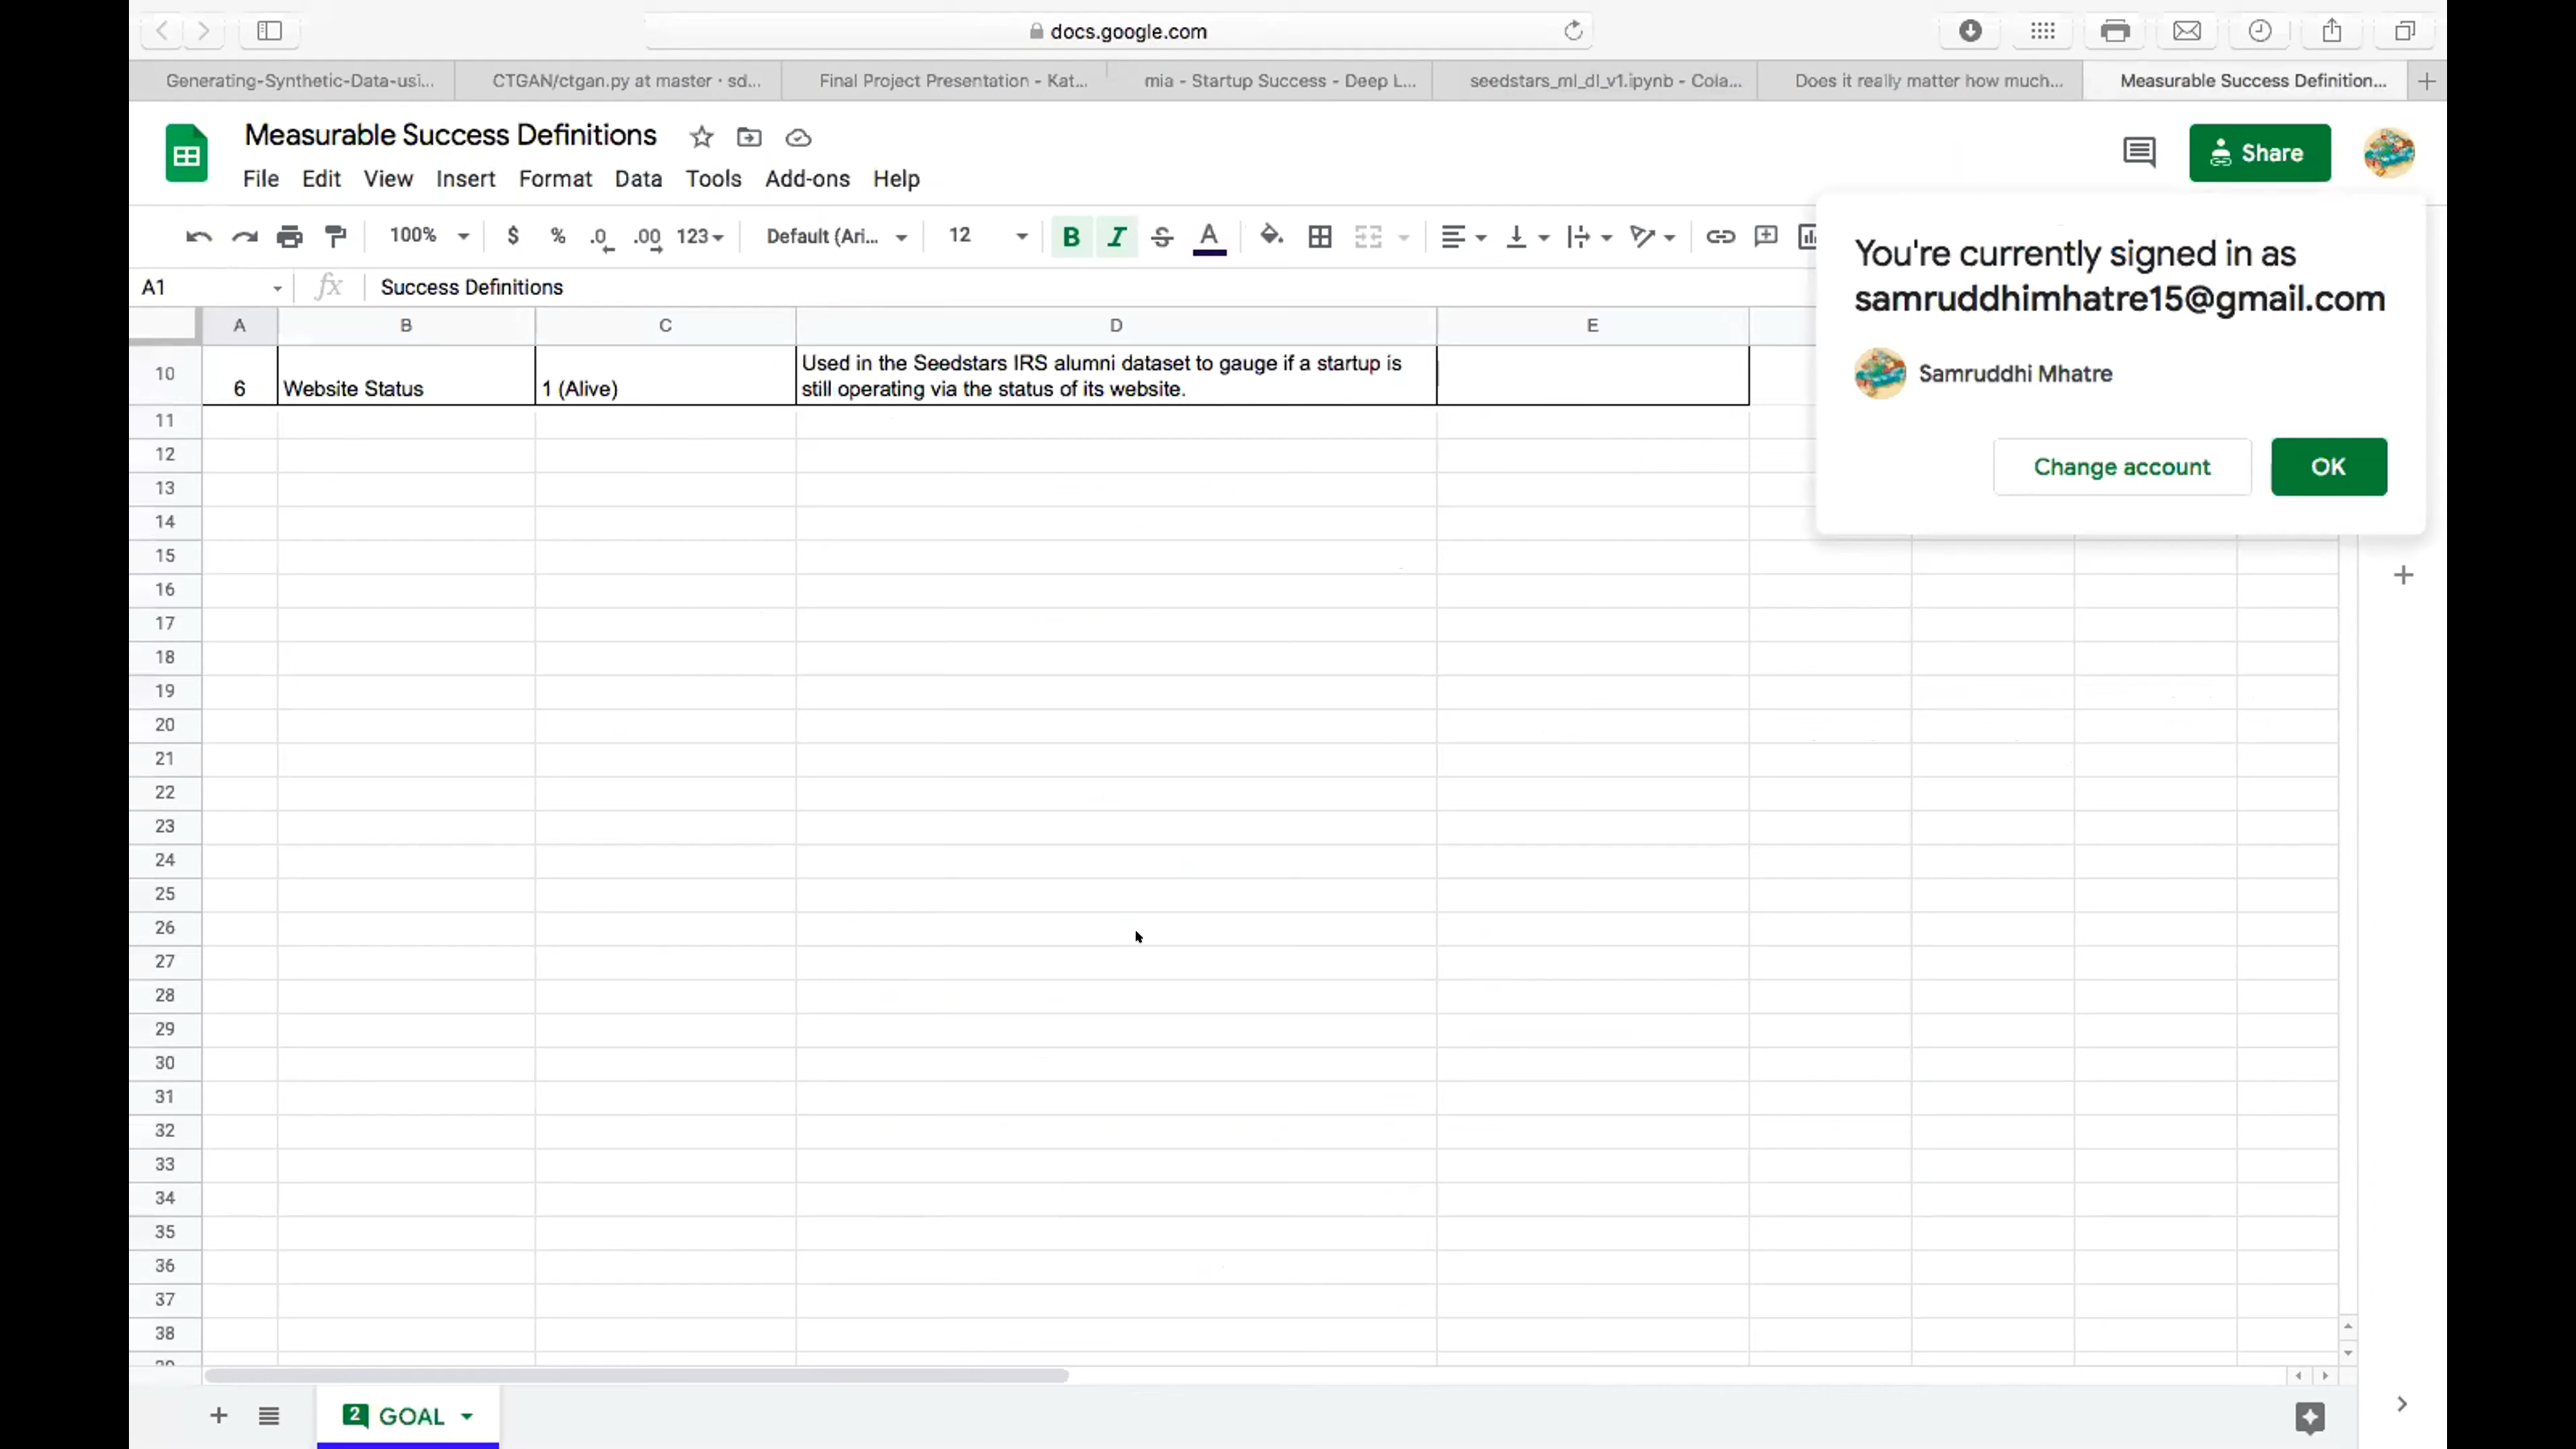 docs.google.com
Generating-Synthetic-Data-usi...
CTGAN/ctgan.py at master · sd...
Final Project Presentation - Kat...
mia - Startup Success - Deep L...
seedstars_ml_dl_v1.ipynb - Cola...
Does it really matter how much...
Measurable Success Definition...
Measurable Success Definitions
Share
File Edit View Insert Format Data Tools Add-ons Help
100% $ % .0 .00 123 Default (Ari... 12 B I S A
You're currently signed in as
samruddhimhatre15@gmail.com
Samruddhi Mhatre
Change account
OK
A1 fx Success Definitions
A B C D E
10 6 Website Status 1 (Alive) Used in the Seedstars IRS alumni dataset to gauge if a startup is
still operating via the status of its website.
11
12
13
14
15
16
17
18
19
20
21
22
23
24
25
26
27
28
29
30
31
32
33
34
35
36
37
38
2 GOAL